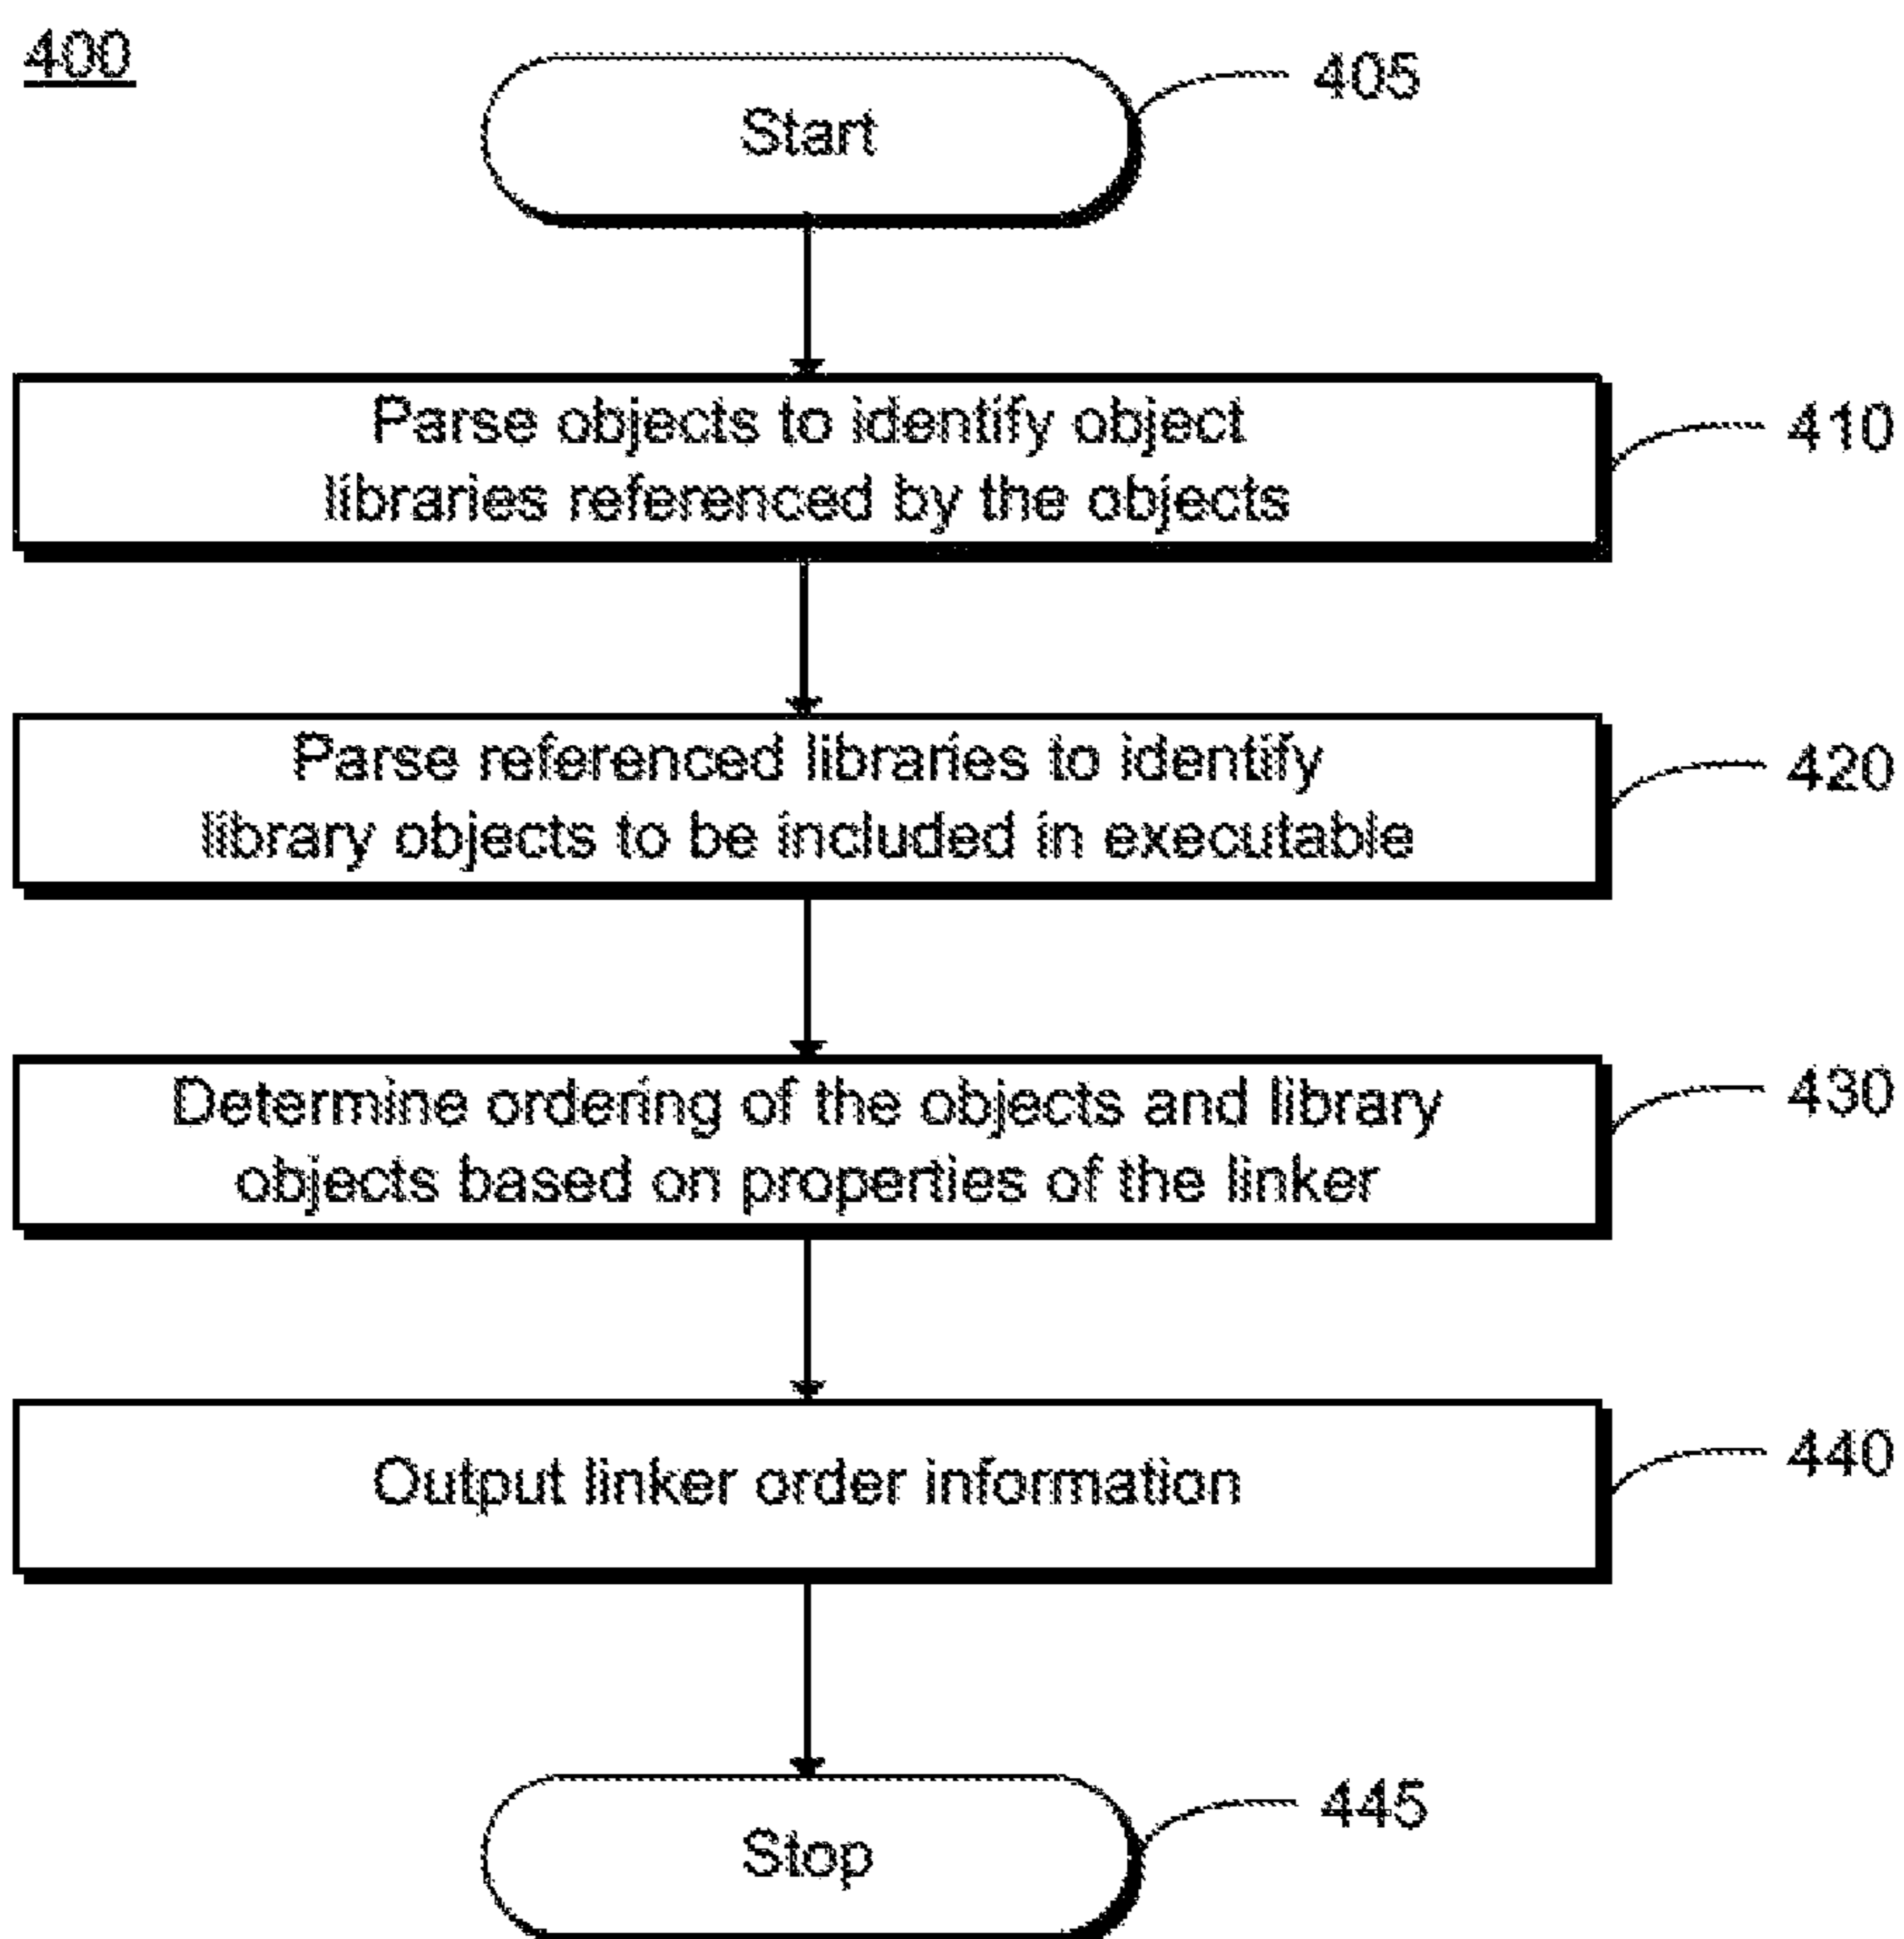 400
Start
405
Parse objects to identify object
libraries referenced by the objects
410
Parse referenced libraries to identify
library objects to be included in executable
420
Determine ordering of the objects and library
objects based on properties of the linker
430
Output linker order information
440
Stop
445